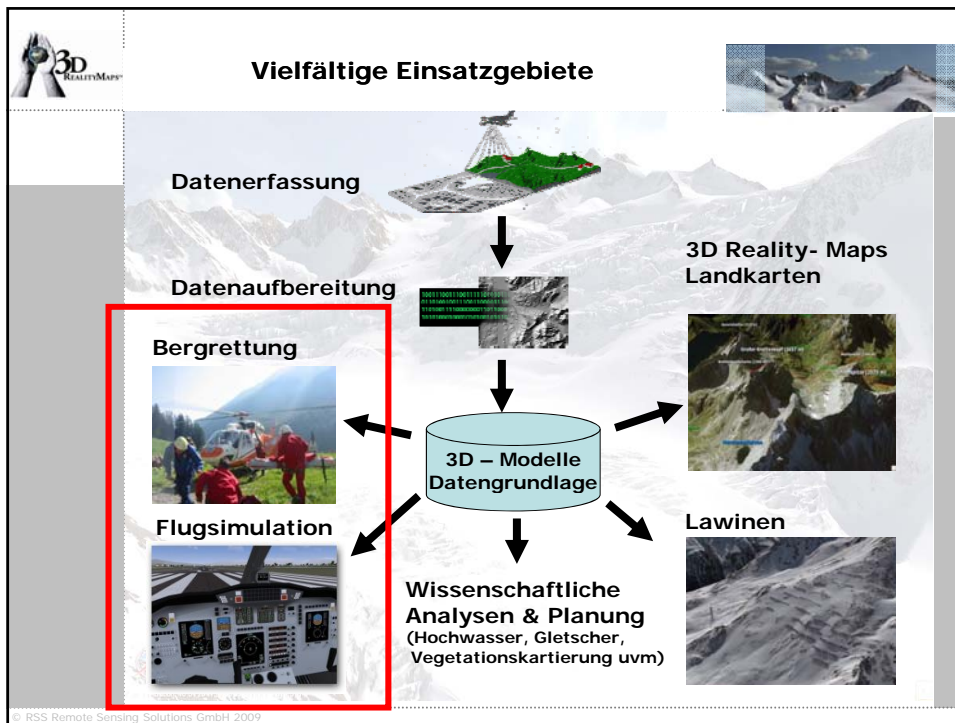 3D
REALITYMAPS™
Vielfältige Einsatzgebiete
Datenerfassung
Datenaufbereitung
3D Reality- Maps
Landkarten
Bergrettung
3D – Modelle
Datengrundlage
Flugsimulation
Lawinen
Wissenschaftliche
Analysen & Planung
(Hochwasser, Gletscher,
Vegetationskartierung uvm)
© RSS Remote Sensing Solutions GmbH 2009